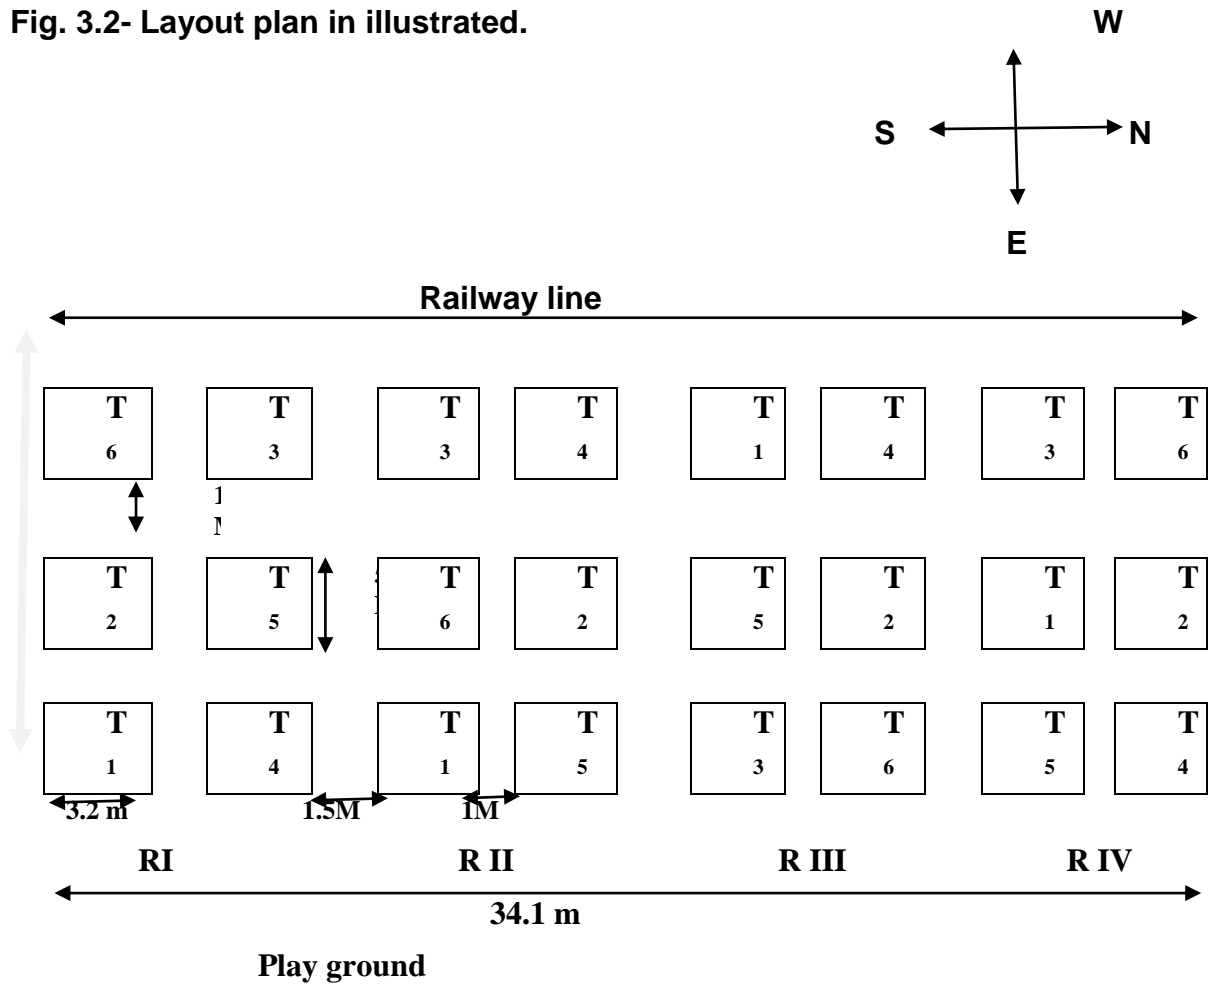 Fig. 3.2- Layout plan in illustrated.
W
S N
E
Railway line
T T T T T T T T
6 3 3 4 1 4 3 6
1
T T T T T T T T
2 5 6 2 5 2 1 2
T T T T T T T T
1 4 1 5 3 6 5 4
3.2 m 1.5M 1M
RI R II R III R IV
34.1 m
Play ground